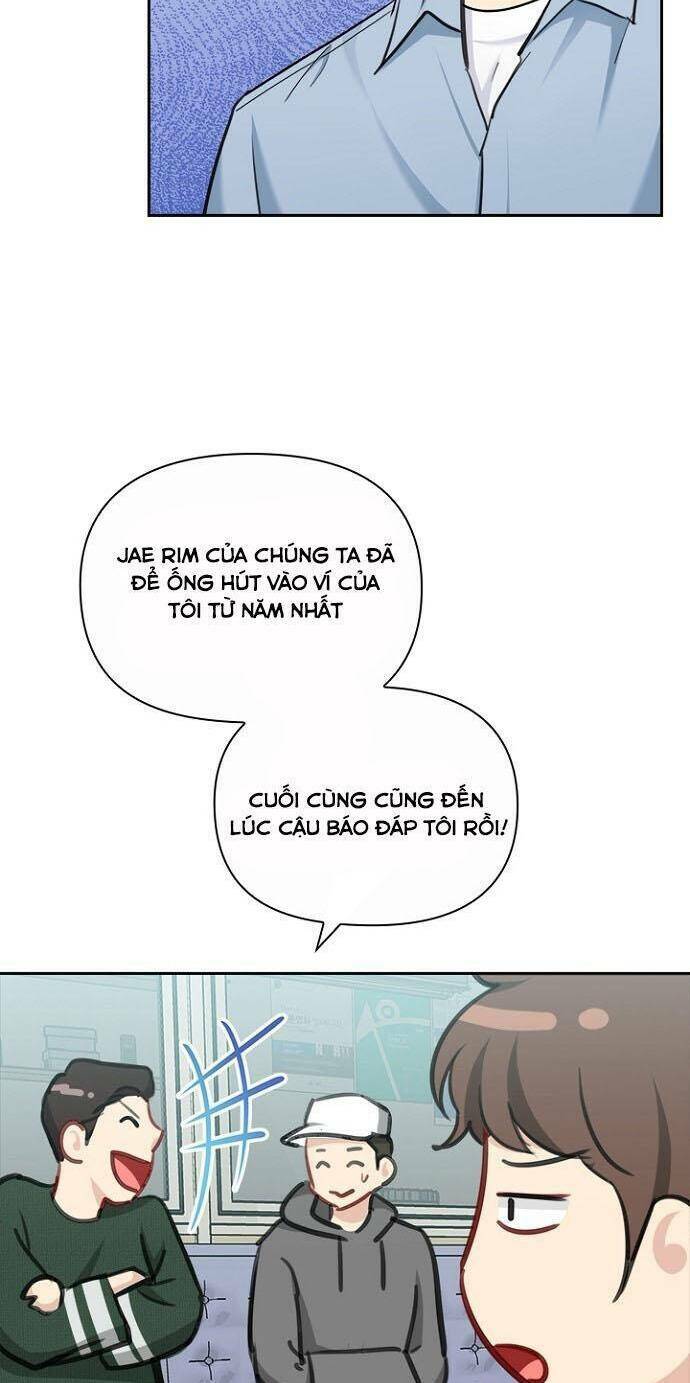 JAE RIM CỦA CHÚNG TA ĐÃ
ĐỂ ỐNG HÚT VÀO VÍ CỦA
TÔI TỪ NĂM NHẤT
CUỐI CÙNG CŨNG ĐẾN
LÚC CẬU BÁO ĐÁP TÔI RỒI!